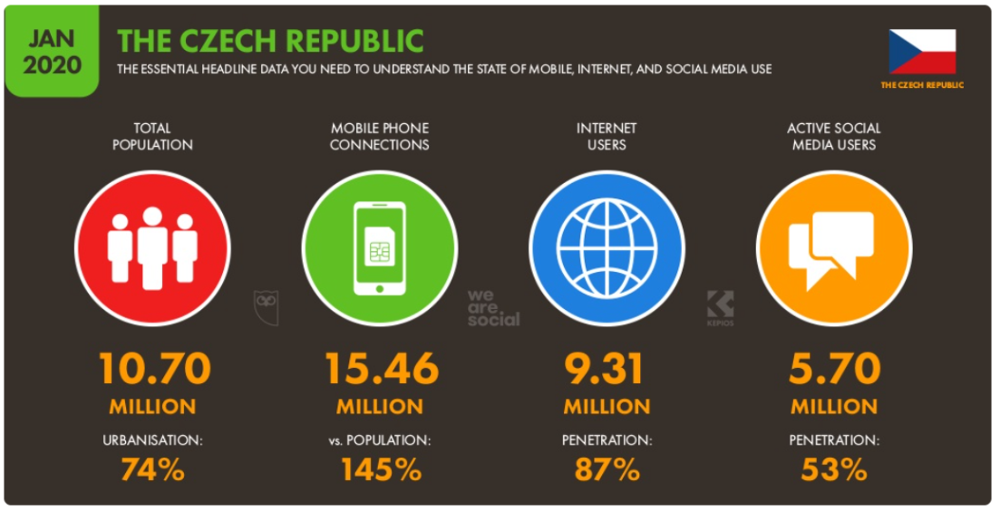 JAN
2020
THE CZECH REPUBLIC
THE ESSENTIAL HEADLINE DATA YOU NEED TO UNDERSTAND THE STATE OF MOBILE, INTERNET, AND SOCIAL MEDIA USE
THE CZECH REPUBLIC
TOTAL
POPULATION
10.70
MILLION
URBANISATION:
74%
MOBILE PHONE
CONNECTIONS
15.46
MILLION
vs. POPULATION:
145%
INTERNET
USERS
9.31
MILLION
PENETRATION:
87%
ACTIVE SOCIAL
MEDIA USERS
5.70
MILLION
PENETRATION:
53%
we
are
social
KEPIOS